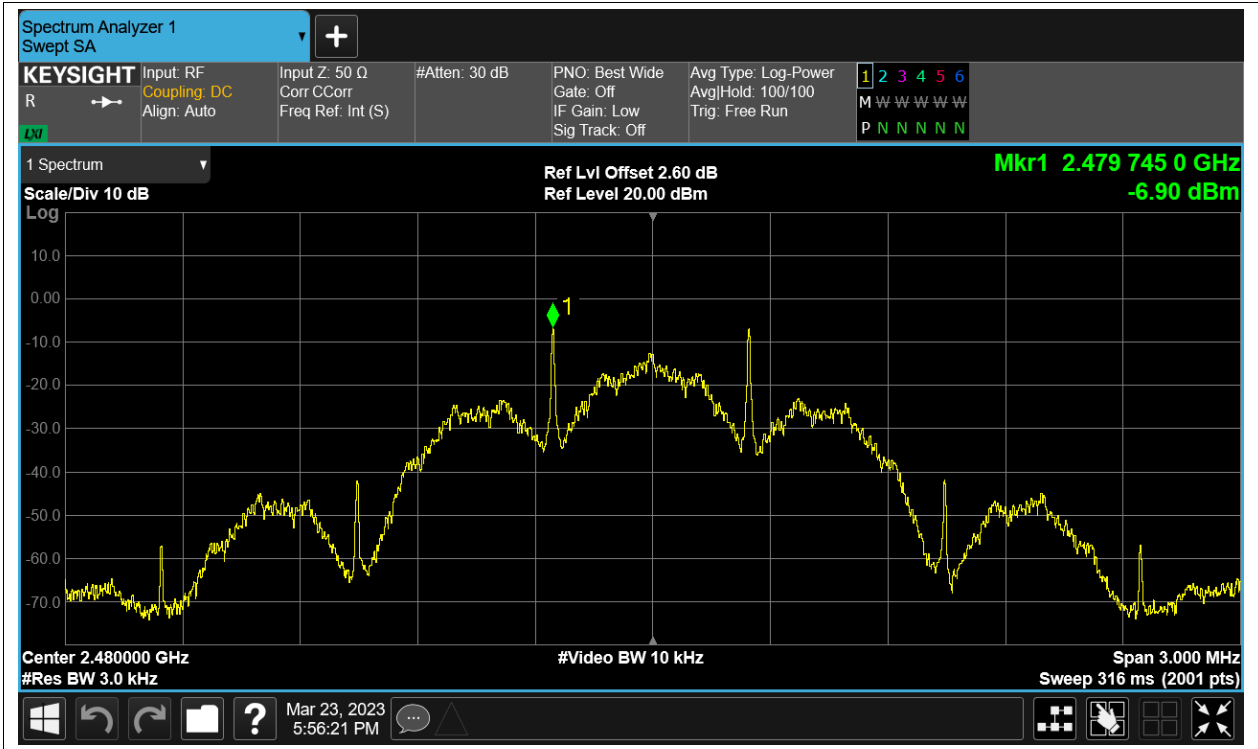 Spectrum Analyzer 1
Swept SA
KEYSIGHT Input: RF Input Z: 50 Ω #Atten: 30 dB PNO: Best Wide Avg Type: Log-Power 1 2 3 4 5 6
R Coupling: DC Corr CCorr Gate: Off Avg|Hold: 100/100 M W W W W W W
Align: Auto Freq Ref: Int (S) IF Gain: Low Trig: Free Run
LXI Sig Track: Off P N N N N N N
1 Spectrum Ref Lvl Offset 2.60 dB Mkr1 2.479 745 0 GHz
Scale/Div 10 dB Ref Level 20.00 dBm -6.90 dBm
Log
10.0
0.00
1
-10.0
-20.0
-30.0
-40.0
-50.0
-60.0
-70.0
Center 2.480000 GHz #Video BW 10 kHz Span 3.000 MHz
#Res BW 3.0 kHz Sweep 316 ms (2001 pts)
? Mar 23, 2023
5:56:21 PM